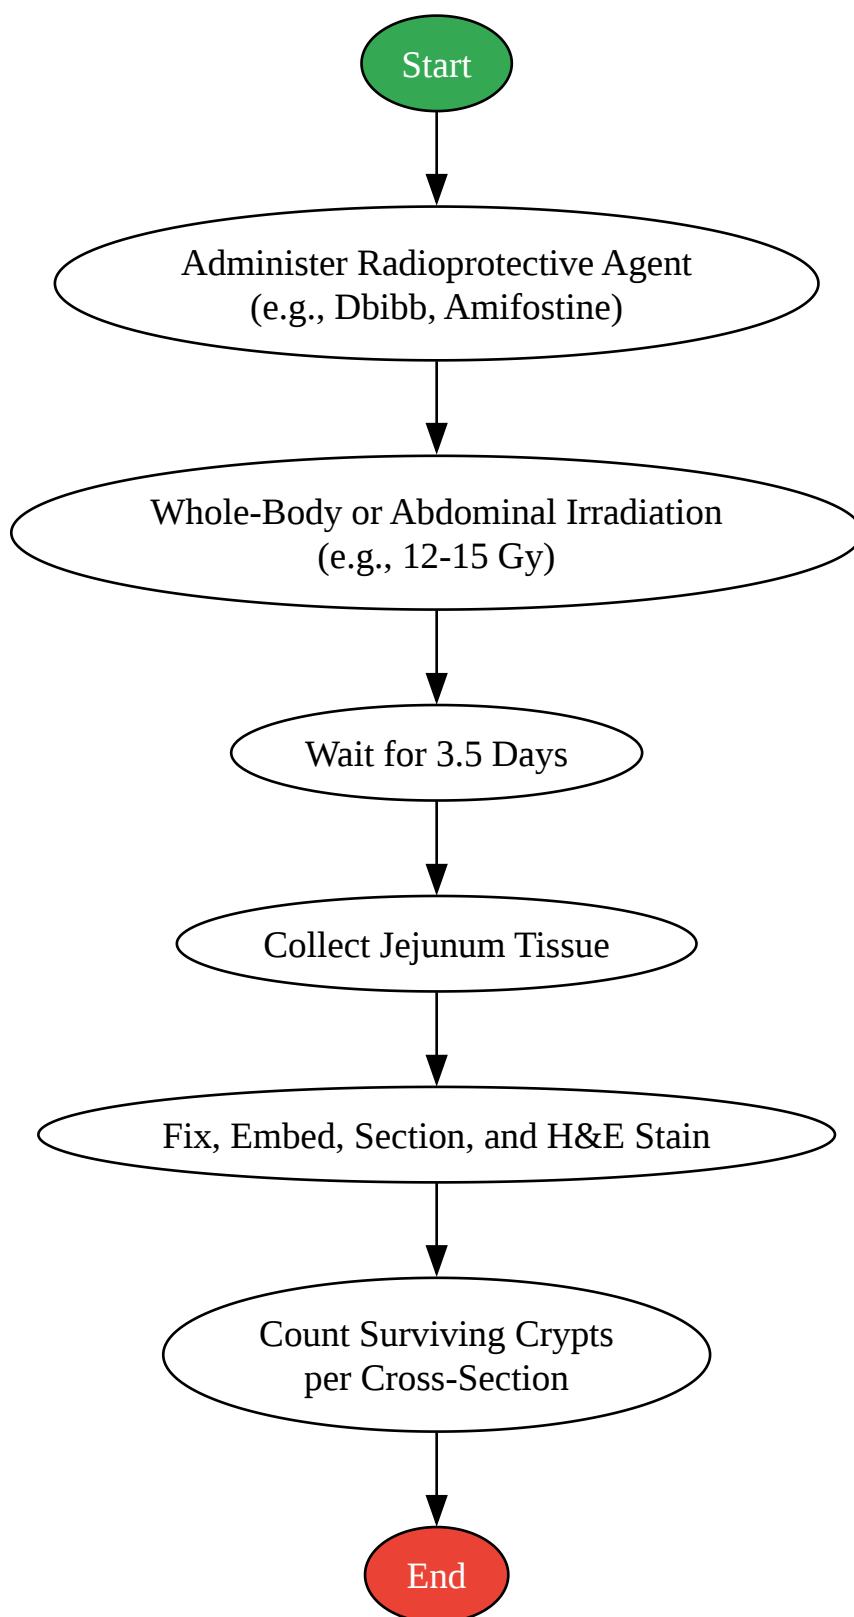 Start
Administer Radioprotective Agent
(e.g., Dbibb, Amifostine)
Whole-Body or Abdominal Irradiation
(e.g., 12-15 Gy)
Wait for 3.5 Days
Collect Jejunum Tissue
Fix, Embed, Section, and H&E Stain
Count Surviving Crypts
per Cross-Section
End